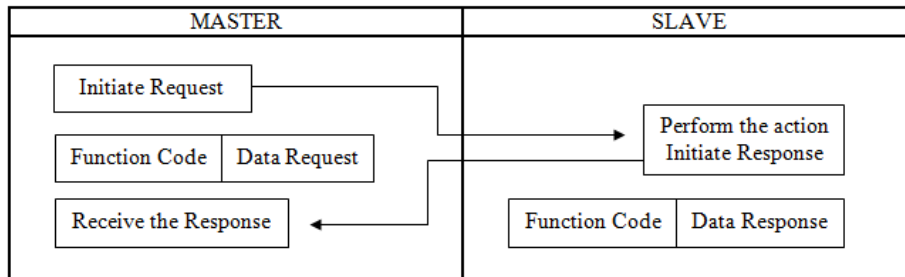 MASTER
SLAVE
Initiate Request
Perform the action
Initiate Response
Function Code
Data Request
Receive the Response
Function Code
Data Response